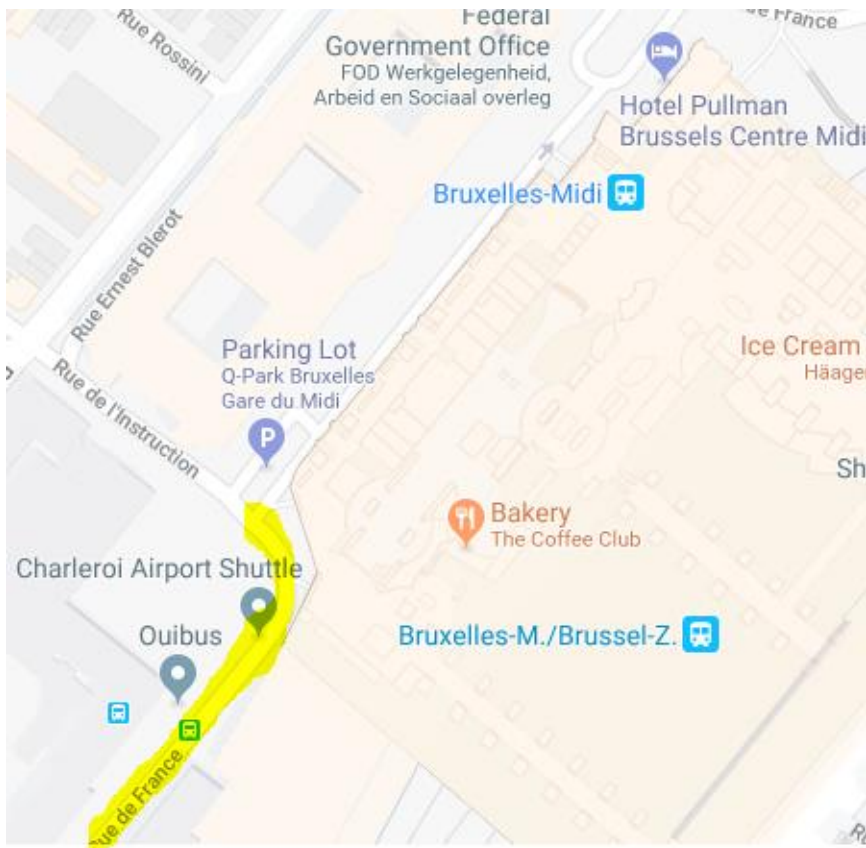 Federal
Government Office
FOD Werkgelegenheid,
Arbeid en Sociaal overleg
de France
Rue Rossini
Hotel Pullman
Brussels Centre Midi
Bruxelles-Midi
Rue Ernest Blerot
Parking Lot
Q-Park Bruxelles
Gare du Midi
P
Ice Cream
Häage
Rue de l'Instruction
Sh
Bakery
The Coffee Club
Charleroi Airport Shuttle
Ouibus
Bruxelles-M./Brussel-Z.
Rue de France